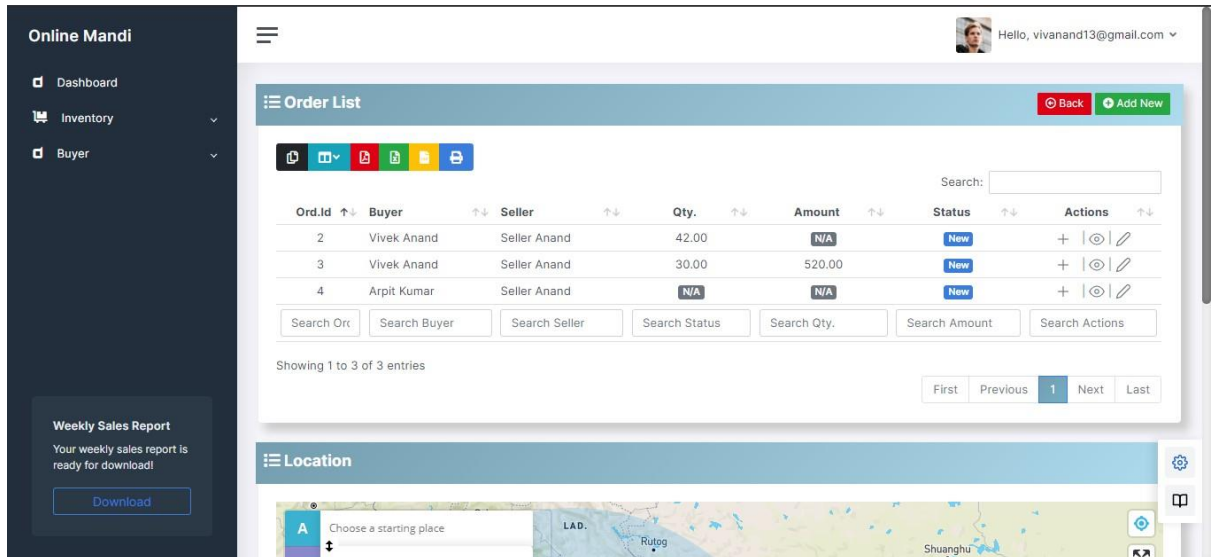 Online Mandi
Hello, vivanand13@gmail.com
Dashboard
Inventory
Buyer
Order List
Back
Add New
Search:
Ord.Id Buyer Seller Qty. Amount Status Actions
2 Vivek Anand Seller Anand 42.00 N/A New
3 Vivek Anand Seller Anand 30.00 520.00 New
4 Arpit Kumar Seller Anand N/A N/A New
Search Orc Search Buyer Search Seller Search Status Search Qty. Search Amount Search Actions
Showing 1 to 3 of 3 entries
First Previous 1 Next Last
Weekly Sales Report
Your weekly sales report is
ready for download!
Download
Location
A Choose a starting place
LAD.
Rutog
Shuanghu